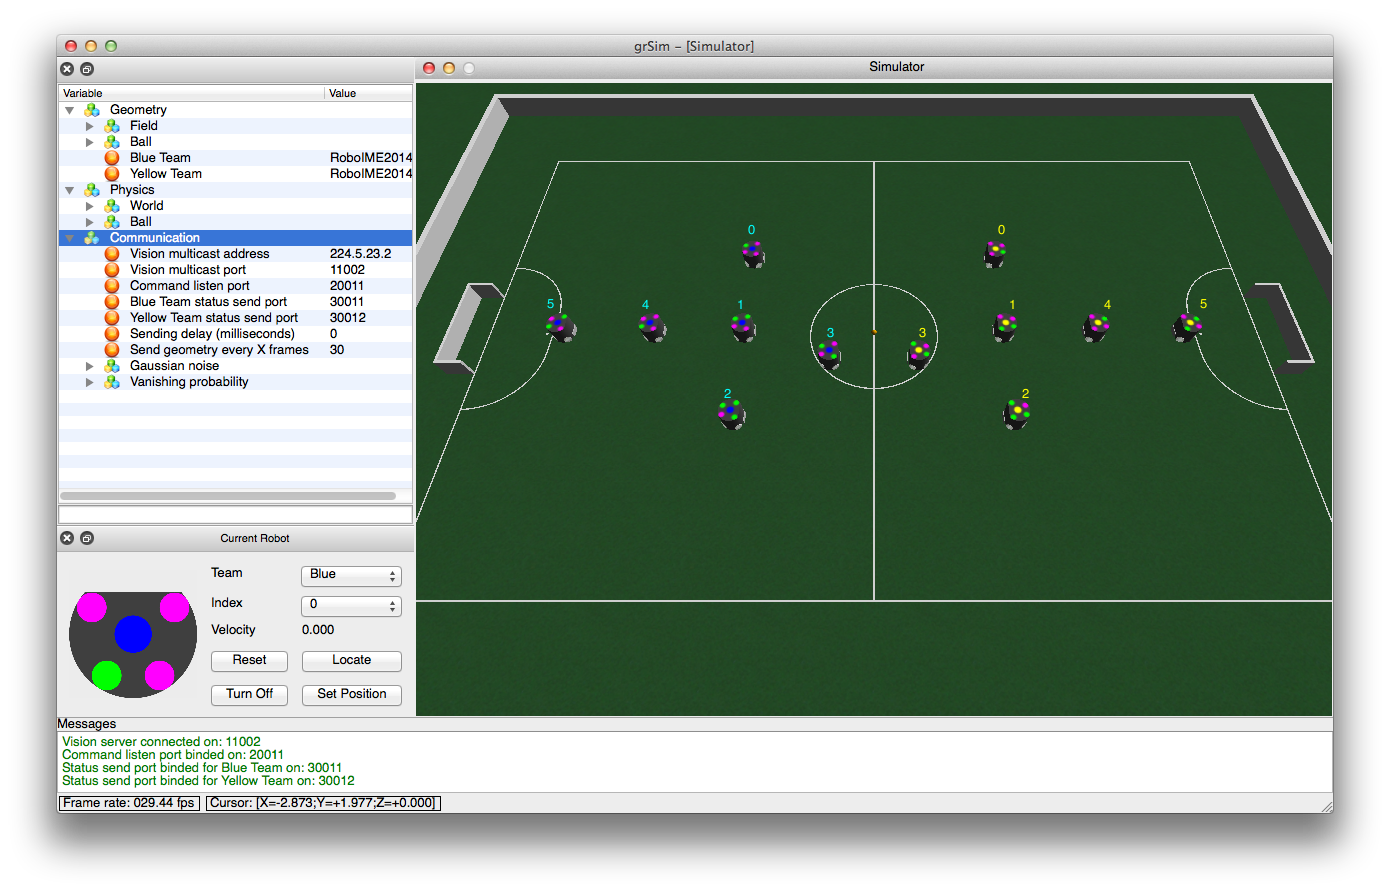 grSim – [Simulator]
Simulator
Variable Value
Geometry
Field
Ball
Blue Team RoboIME2014
Yellow Team RoboIME2014
Physics
World
Ball
Communication
Vision multicast address 224.5.23.2
Vision multicast port 11002
Command listen port 20011
Blue Team status send port 30011
Yellow Team status send port 30012
Sending delay (milliseconds) 0
Send geometry every X frames 30
Gaussian noise
Vanishing probability
0 0
5 4 1 1 4 5
3 3
2 2
Current Robot
Team Blue
Index 0
Velocity 0.000
Reset Locate
Turn Off Set Position
Messages
Vision server connected on: 11002
Command listen port binded on: 20011
Status send port binded for Blue Team on: 30011
Status send port binded for Yellow Team on: 30012
Frame rate: 029.44 fps Cursor: [X=-2.873;Y=+1.977;Z=+0.000]